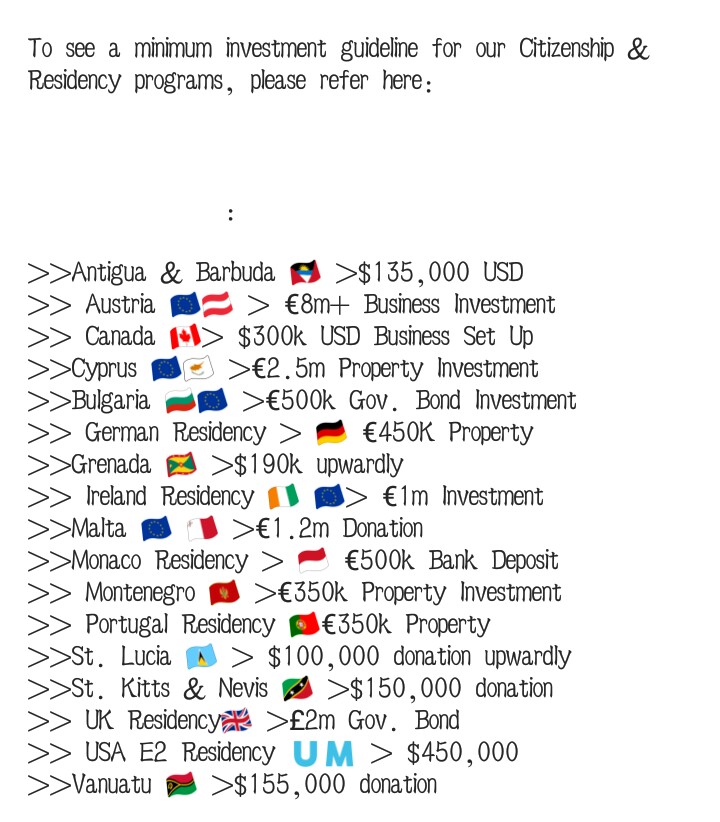 To see a minimum investment guideline for our Citizenship &
Residency programs, please refer here:
:
>>Antigua & Barbuda 🇦🇬 >$135,000 USD
>> Austria 🇪🇺🇦🇹 > €8m+ Business Investment
>> Canada 🇨🇦> $300k USD Business Set Up
>>Cyprus 🇪🇺🇨🇾 >€2.5m Property Investment
>>Bulgaria 🇧🇬🇪🇺 >€500k Gov. Bond Investment
>> German Residency > 🇩🇪 €450K Property
>>Grenada 🇬🇩 >$190k upwardly
>> Ireland Residency 🇮🇪 🇪🇺> €1m Investment
>>Malta 🇪🇺 🇲🇹 >€1.2m Donation
>>Monaco Residency > 🇲🇨 €500k Bank Deposit
>> Montenegro 🇲🇪 >€350k Property Investment
>> Portugal Residency 🇵🇹€350k Property
>>St. Lucia 🇱🇨 > $100,000 donation upwardly
>>St. Kitts & Nevis 🇰🇳 >$150,000 donation
>> UK Residency🇬🇧 >£2m Gov. Bond
>> USA E2 Residency UM > $450,000
>>Vanuatu 🇻🇺 >$155,000 donation